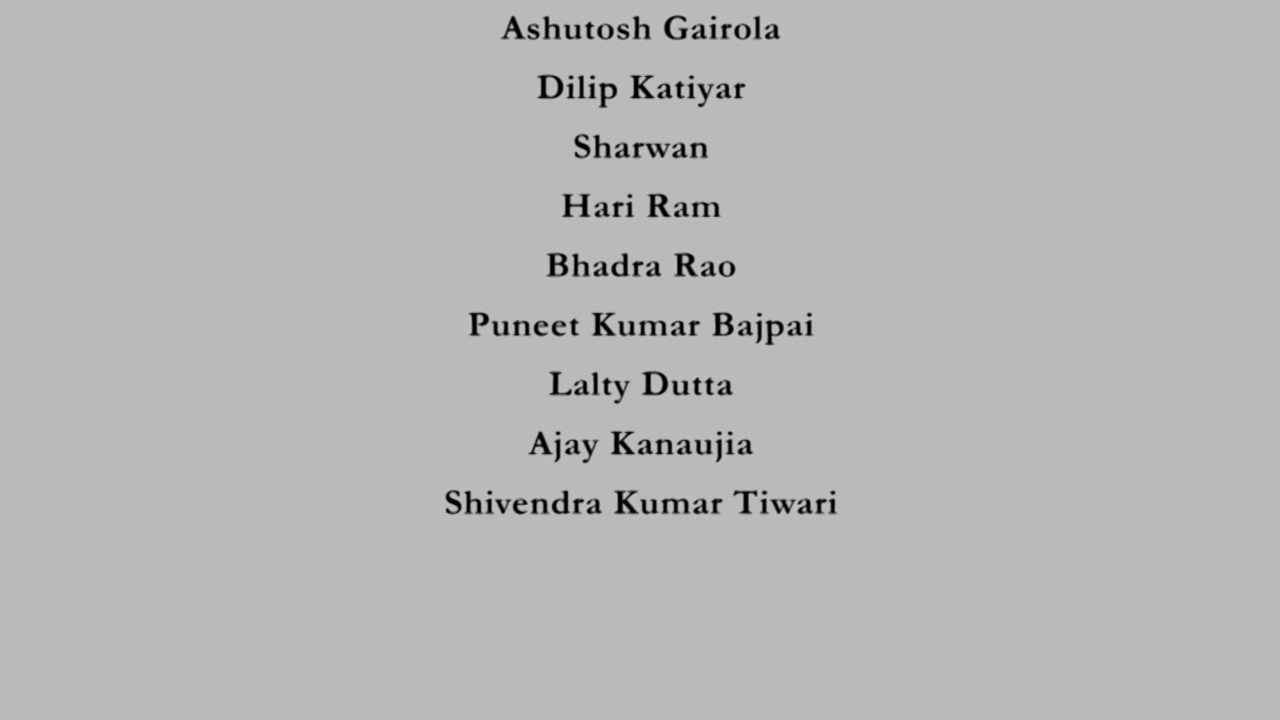 Ashutosh Gairola
Dilip Katiyar
Sharwan
Hari Ram
Bhadra Rao
Puneet Kumar Bajpai
Lalty Dutta
Ajay Kanaujia
Shivendra Kumar Tiwari